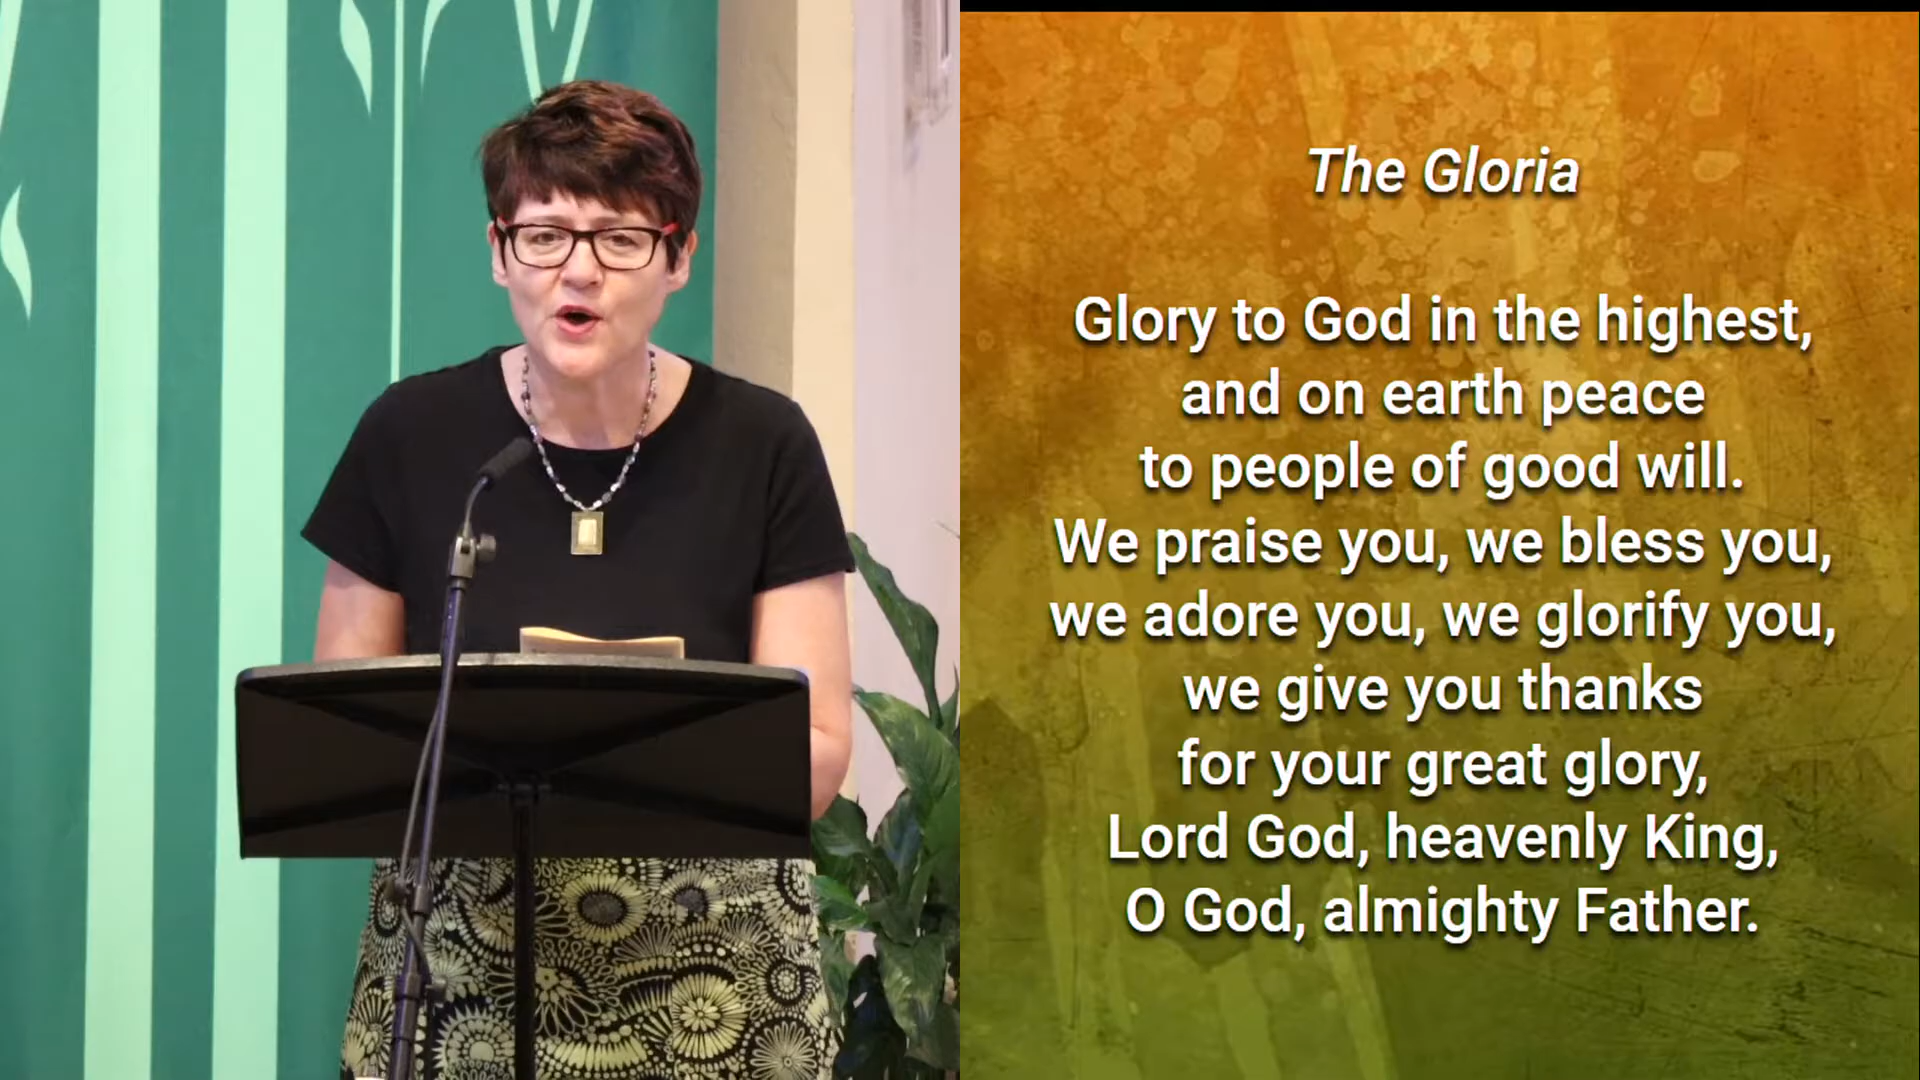 The Gloria
Glory to God in the highest,
and on earth peace
to people of good will.
We praise you, we bless you,
we adore you, we glorify you,
we give you thanks
for your great glory,
Lord God, heavenly King,
O God, almighty Father.